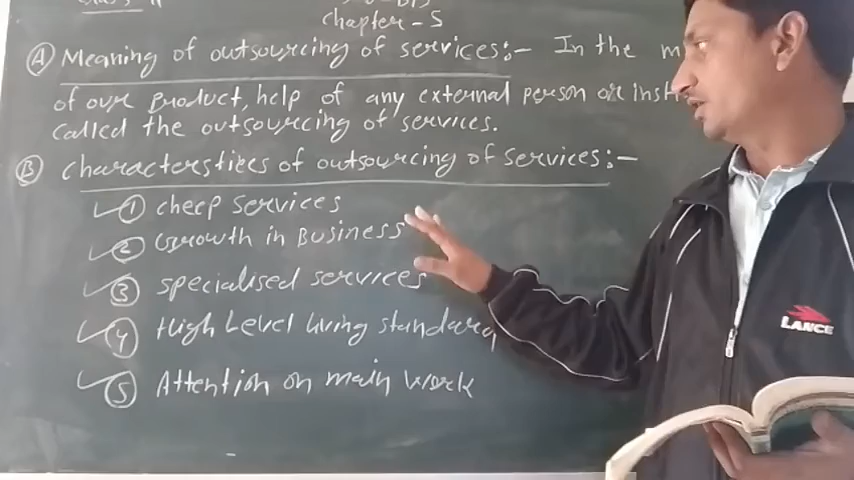 Chapter - 5
(A) Meaning of outsourcing of services:- In the m
of our Product, help of any external person or inst
called the outsourcing of services.
(B) Characterstices of outsourcing of services:-
(1) cheep services
(2) Growth in Business
(3) specialised services
(4) High Level living standard
(5) Attention on main work
LANCE